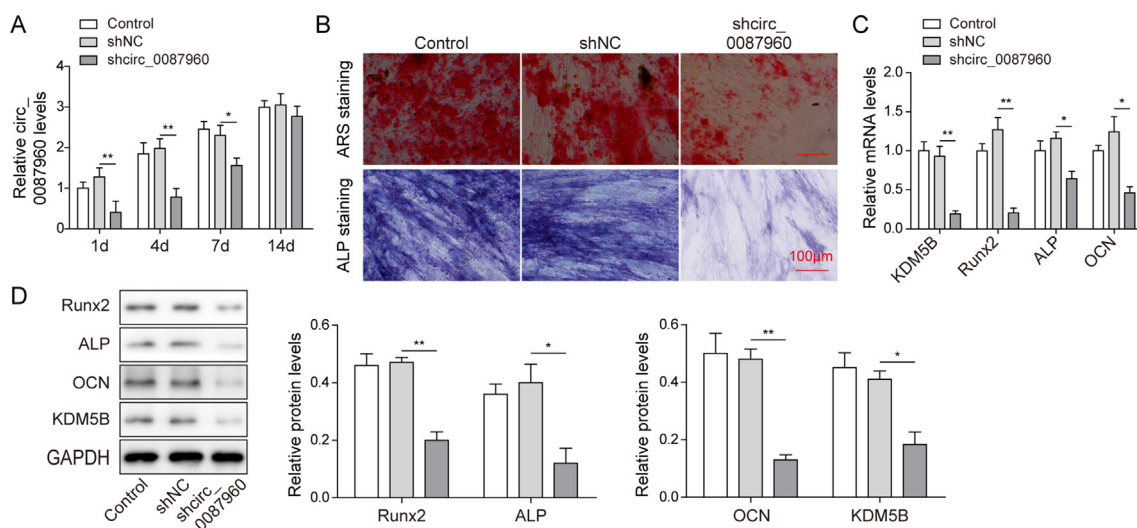 A
Control
shNC
shcirc_0087960
Relative circ_
0087960 levels
4
3
2
1
0
**
**
*
1d
4d
7d
14d
B
Control
shNC
shcirc_
0087960
ARS staining
ALP staining
100μm
C
Control
shNC
shcirc_0087960
Relative mRNA levels
2.0
1.5
1.0
0.5
0.0
**
**
*
*
KDM5B
Runx2
ALP
OCN
D
Runx2
ALP
OCN
KDM5B
GAPDH
Control
shNC
shcirc_
0087960
Relative protein levels
0.6
0.4
0.2
0.0
**
*
Runx2
ALP
Relative protein levels
0.6
0.4
0.2
0.0
**
*
OCN
KDM5B